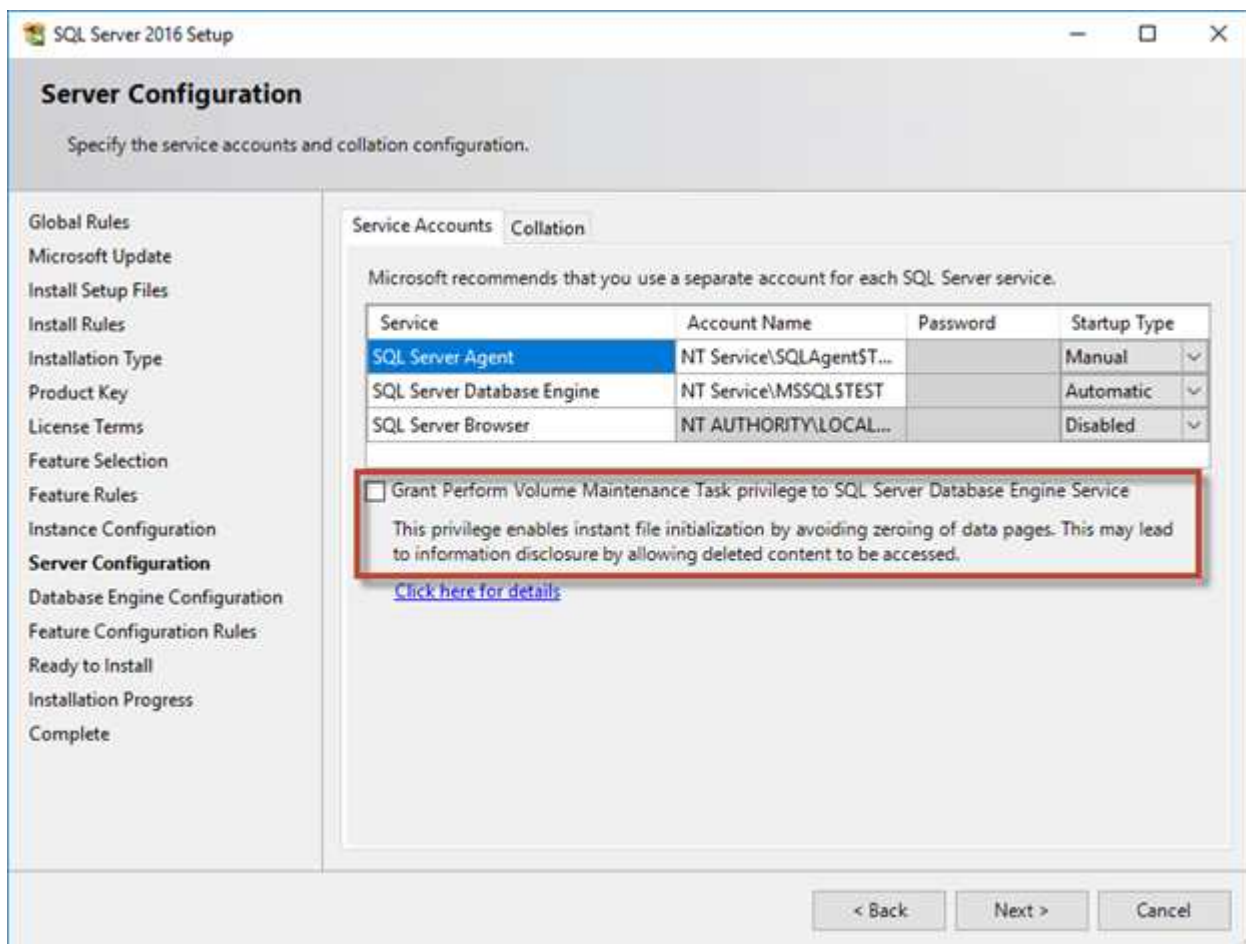 SQL Server 2016 Setup
Server Configuration
Specify the service accounts and collation configuration.
Global Rules
Microsoft Update
Install Setup Files
Install Rules
Installation Type
Product Key
License Terms
Feature Selection
Feature Rules
Instance Configuration
Server Configuration
Database Engine Configuration
Feature Configuration Rules
Ready to Install
Installation Progress
Complete
Service Accounts Collation
Microsoft recommends that you use a separate account for each SQL Server service.
Service Account Name Password Startup Type
SQL Server Agent NT Service\SQLAgent$T... Manual
SQL Server Database Engine NT Service\MSSQL$TEST Automatic
SQL Server Browser NT AUTHORITY\LOCAL... Disabled
Grant Perform Volume Maintenance Task privilege to SQL Server Database Engine Service
This privilege enables instant file initialization by avoiding zeroing of data pages. This may lead
to information disclosure by allowing deleted content to be accessed.
Click here for details
< Back Next > Cancel